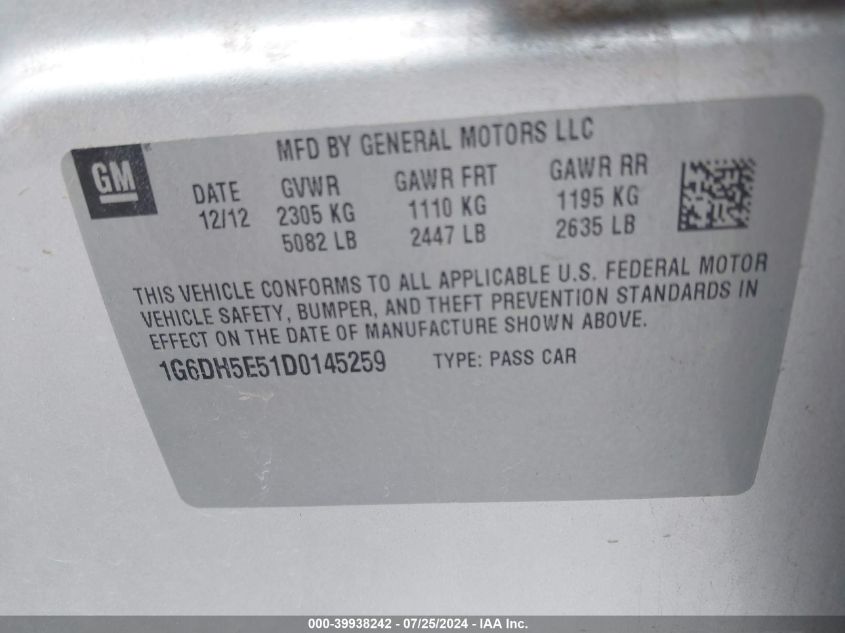 MFD BY GENERAL MOTORS LLC
GM
DATE GVWR GAWR FRT GAWR RR
12/12 2305 KG 1110 KG 1195 KG
5082 LB 2447 LB 2635 LB
THIS VEHICLE CONFORMS TO ALL APPLICABLE U.S. FEDERAL MOTOR
VEHICLE SAFETY, BUMPER, AND THEFT PREVENTION STANDARDS IN
EFFECT ON THE DATE OF MANUFACTURE SHOWN ABOVE.
1G6DH5E51D0145259 TYPE: PASS CAR
000-39938242 - 07/25/2024 - IAA Inc.